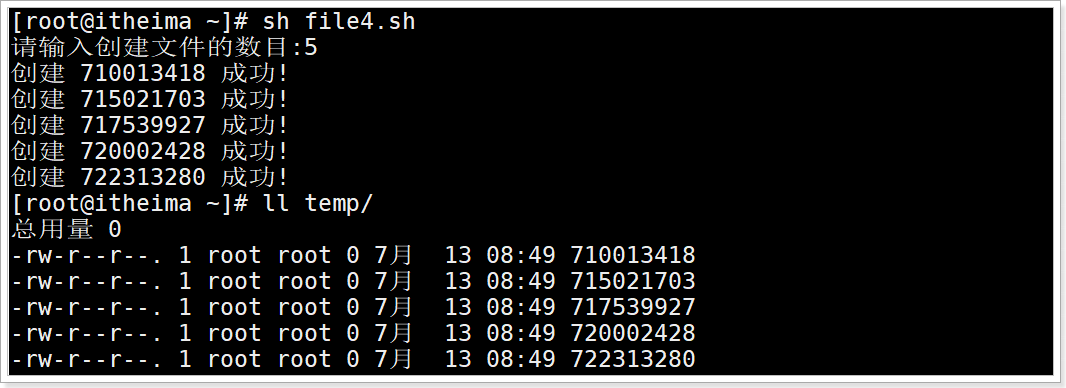 [root@itheima ~]# sh file4.sh
请输入创建文件的数目:5
创建 710013418 成功!
创建 715021703 成功!
创建 717539927 成功!
创建 720002428 成功!
创建 722313280 成功!
[root@itheima ~]# ll temp/
总用量 0
-rw-r--r--. 1 root root 0 7月  13 08:49 710013418
-rw-r--r--. 1 root root 0 7月  13 08:49 715021703
-rw-r--r--. 1 root root 0 7月  13 08:49 717539927
-rw-r--r--. 1 root root 0 7月  13 08:49 720002428
-rw-r--r--. 1 root root 0 7月  13 08:49 722313280